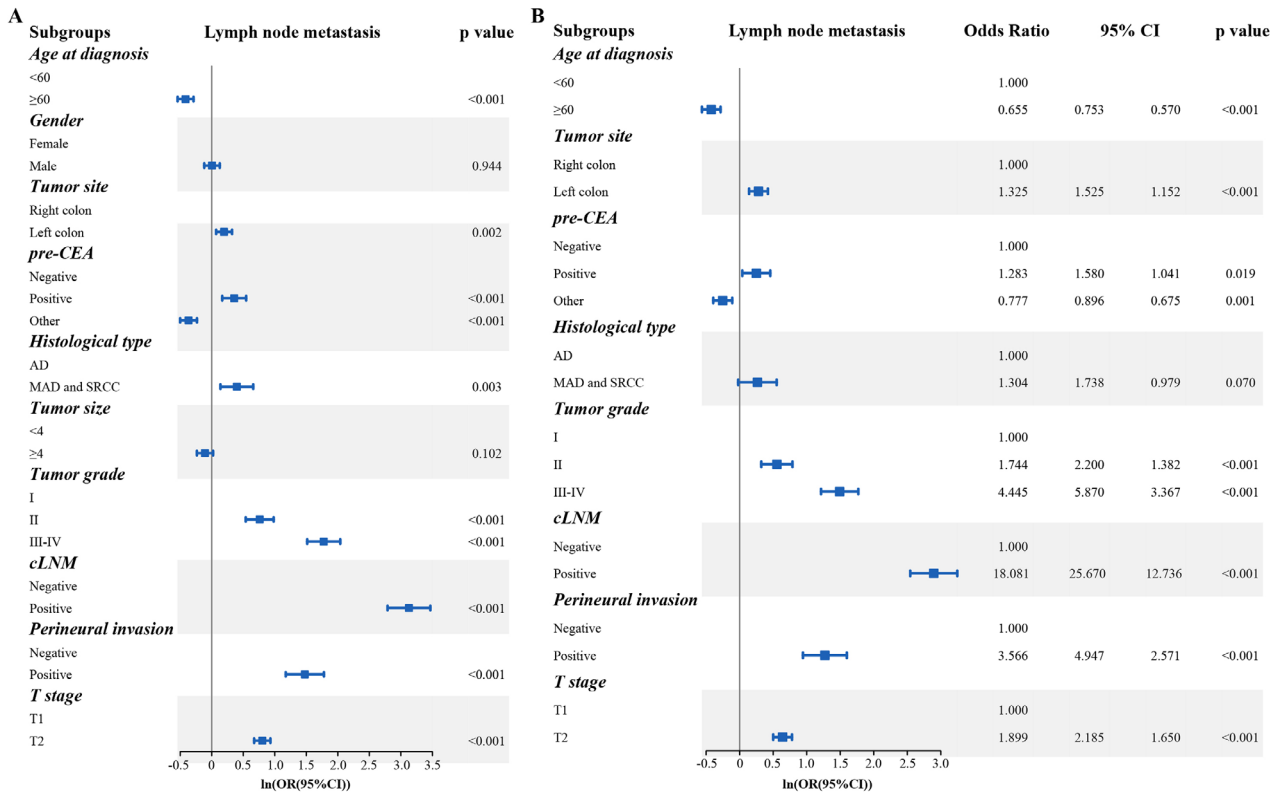 A
Subgroups Lymph node metastasis p value
Age at diagnosis
<60
≥60 <0.001
Gender
Female
Male 0.944
Tumor site
Right colon
Left colon 0.002
pre-CEA
Negative
Positive <0.001
Other <0.001
Histological type
AD
MAD and SRCC 0.003
Tumor size
<4
≥4 0.102
Tumor grade
I
II <0.001
III-IV <0.001
cLNM
Negative
Positive <0.001
Perineural invasion
Negative
Positive <0.001
T stage
T1
T2 <0.001
-0.5 0 0.5 1.0 1.5 2.0 2.5 3.0 3.5
ln(OR(95%CI))
B
Subgroups Lymph node metastasis Odds Ratio 95% CI p value
Age at diagnosis
<60 1.000
≥60 0.655 0.753 0.570 <0.001
Tumor site
Right colon 1.000
Left colon 1.325 1.525 1.152 <0.001
pre-CEA
Negative 1.000
Positive 1.283 1.580 1.041 0.019
Other 0.777 0.896 0.675 0.001
Histological type
AD 1.000
MAD and SRCC 1.304 1.738 0.979 0.070
Tumor grade
I 1.000
II 1.744 2.200 1.382 <0.001
III-IV 4.445 5.870 3.367 <0.001
cLNM
Negative 1.000
Positive 18.081 25.670 12.736 <0.001
Perineural invasion
Negative 1.000
Positive 3.566 4.947 2.571 <0.001
T stage
T1 1.000
T2 1.899 2.185 1.650 <0.001
-0.5 0 0.5 1.0 1.5 2.0 2.5 3.0
ln(OR(95%CI))